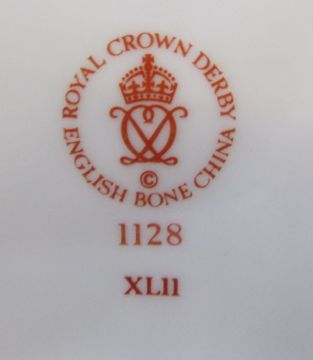 ROYAL CROWN DERBY
ENGLISH BONE CHINA
©
1128
XLII